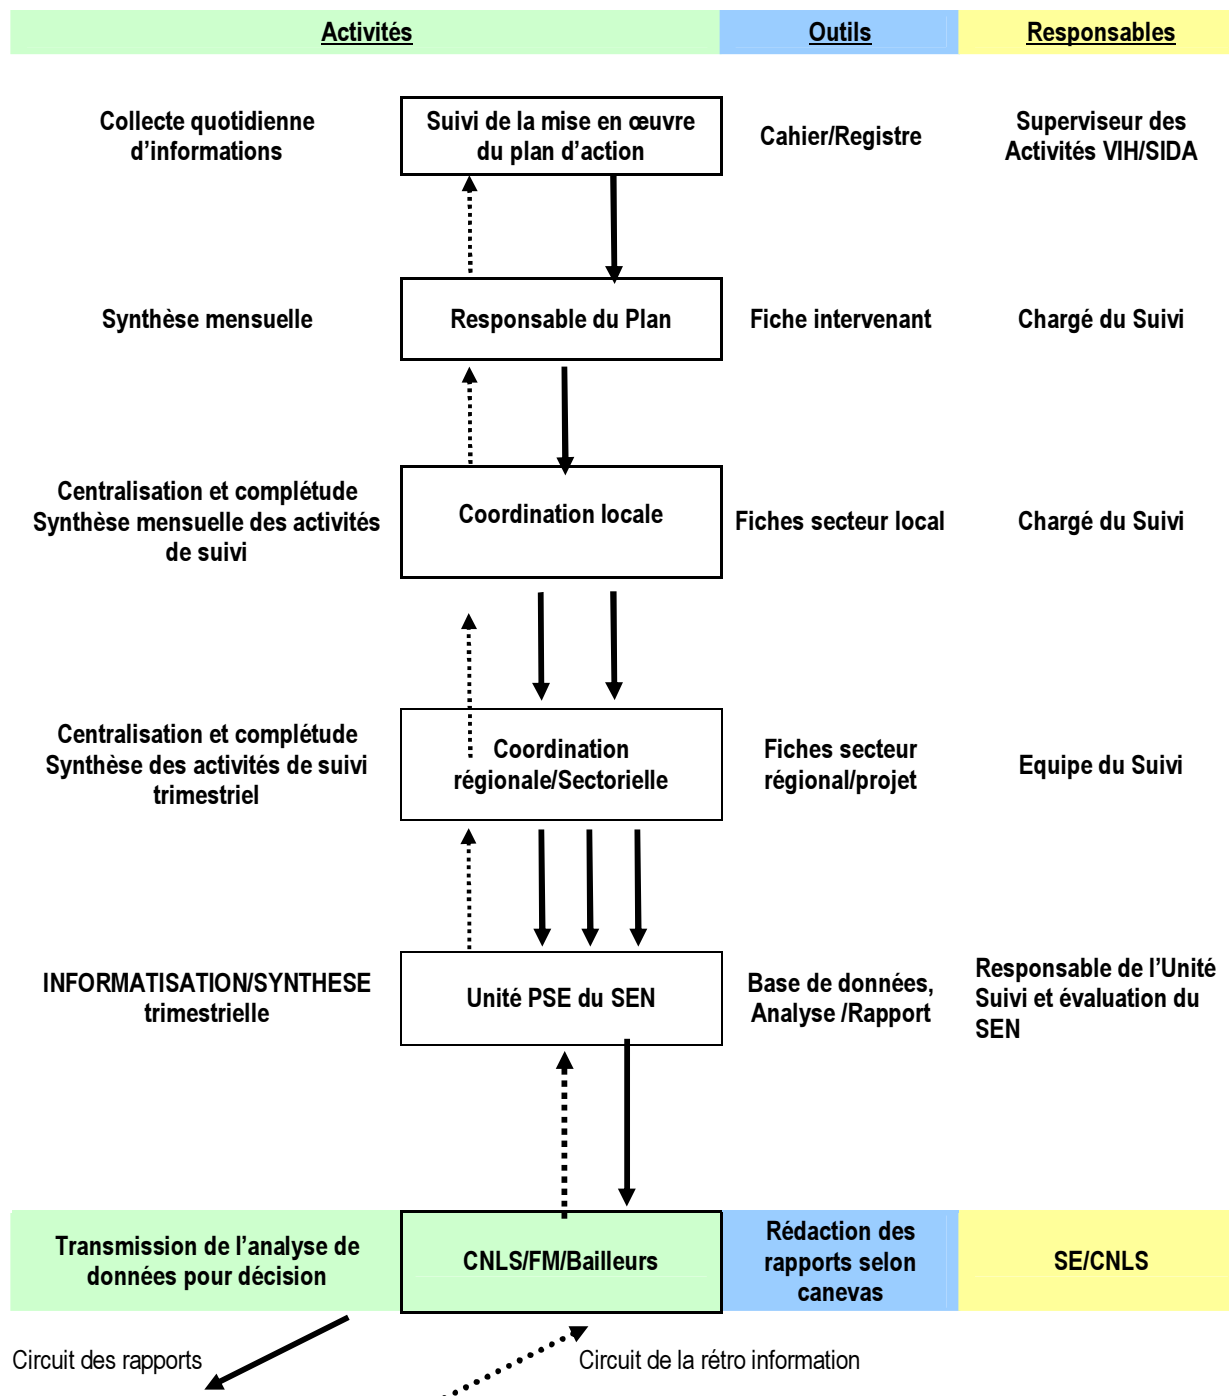 Activités
Outils
Responsables
Collecte quotidienne
d’informations
Suivi de la mise en œuvre
du plan d’action
Cahier/Registre
Superviseur des
Activités VIH/SIDA
Synthèse mensuelle
Responsable du Plan
Fiche intervenant
Chargé du Suivi
Centralisation et complétude
Synthèse mensuelle des activités
de suivi
Coordination locale
Fiches secteur local
Chargé du Suivi
Centralisation et complétude
Synthèse des activités de suivi
trimestriel
Coordination
régionale/Sectorielle
Fiches secteur
régional/projet
Equipe du Suivi
INFORMATISATION/SYNTHESE
trimestrielle
Unité PSE du SEN
Base de données,
Analyse /Rapport
Responsable de l’Unité
Suivi et évaluation du
SEN
Transmission de l’analyse de
données pour décision
CNLS/FM/Bailleurs
Rédaction des
rapports selon
canevas
SE/CNLS
Circuit des rapports
Circuit de la rétro information